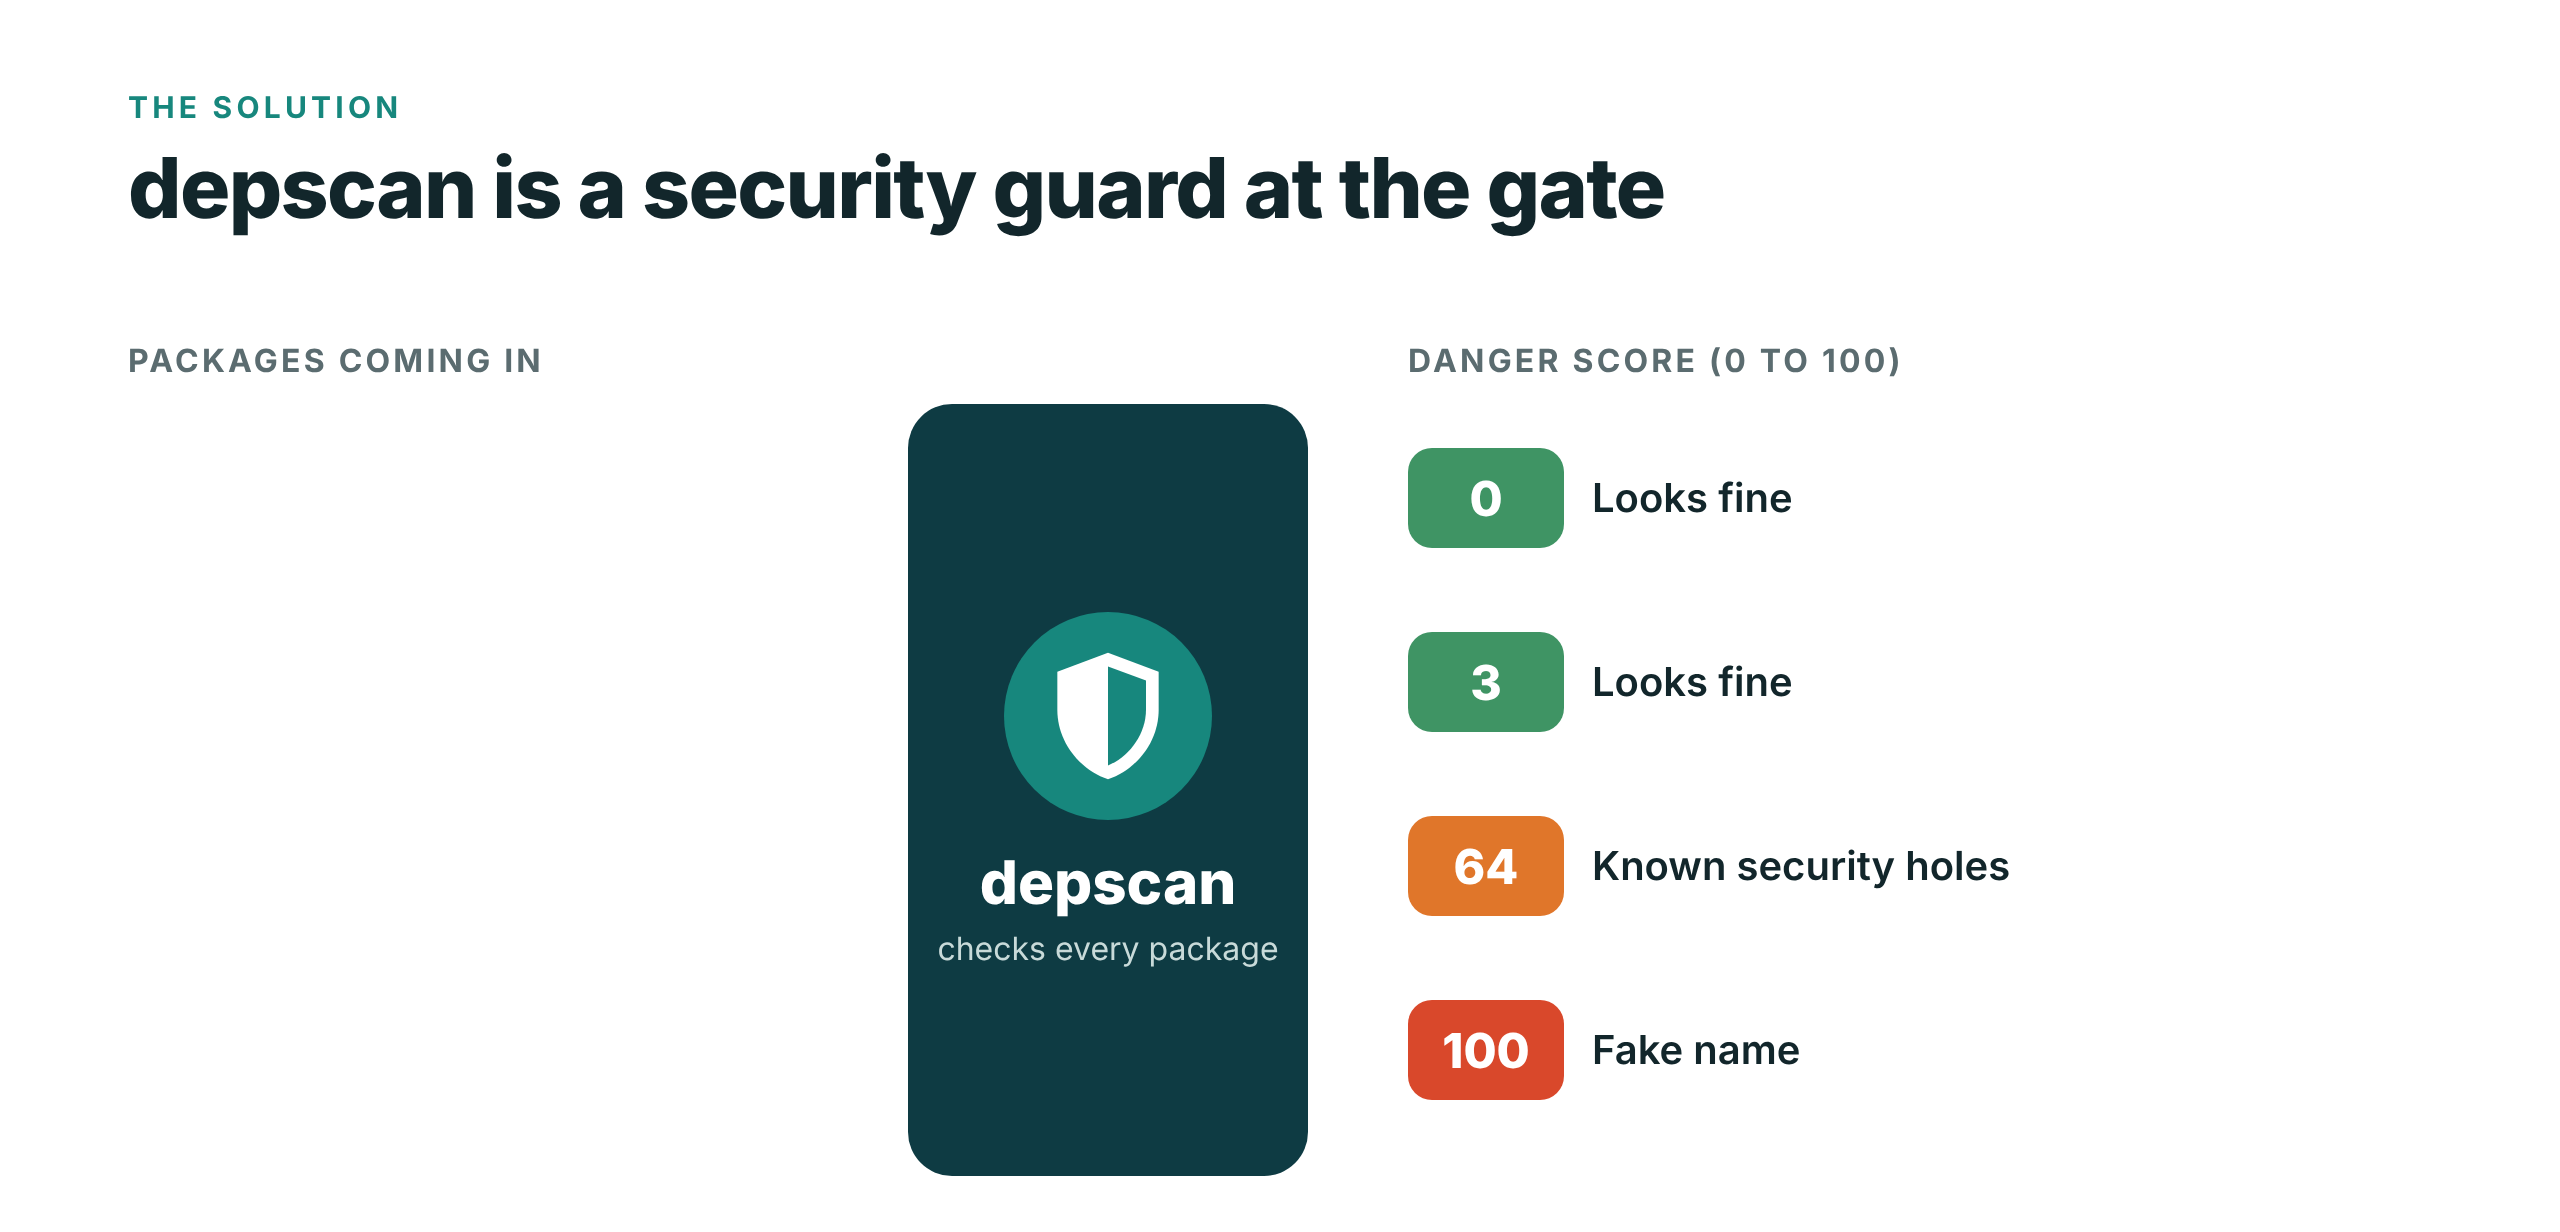 THE SOLUTION
depscan is a security guard at the gate
PACKAGES COMING IN
depscan
checks every package
DANGER SCORE (0 TO 100)
0 Looks fine
3 Looks fine
64 Known security holes
100 Fake name